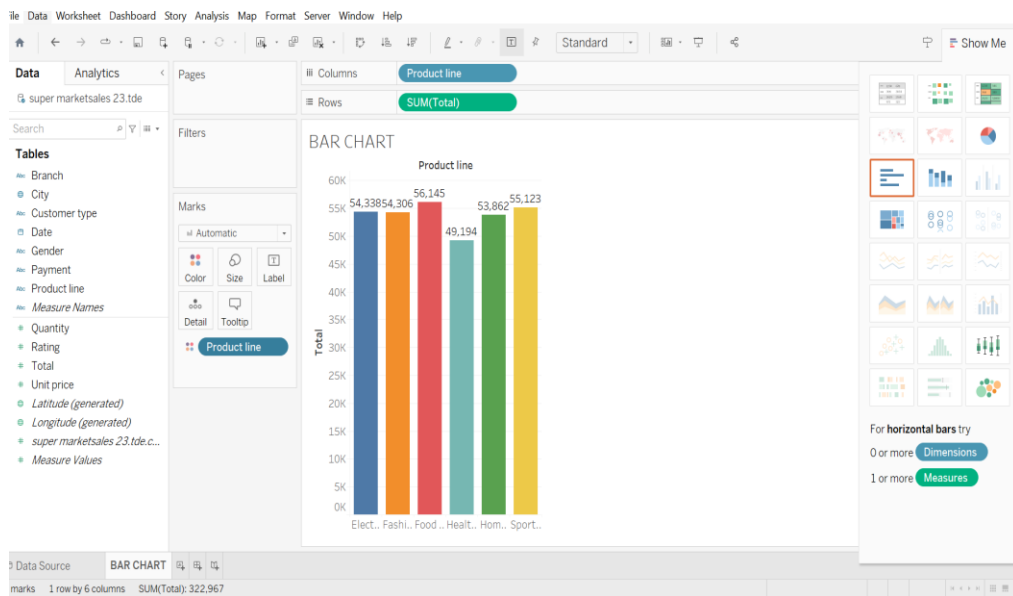 ile Data Worksheet Dashboard Story Analysis Map Format Server Window Help
Standard
Show Me
Data Analytics
super marketsales 23.tde
Search
Tables
Abc Branch
City
Abc Customer type
Date
Abc Gender
Abc Payment
Abc Product line
Abc Measure Names
# Quantity
# Rating
# Total
# Unit price
Latitude (generated)
Longitude (generated)
# super marketsales 23.tde.c...
# Measure Values
Pages
Filters
Marks
Automatic
Color Size Label
Detail Tooltip
Product line
Columns Product line
Rows SUM(Total)
BAR CHART
Product line
60K
55K
50K
45K
40K
35K
30K
25K
20K
15K
10K
5K
0K
Total
54,338 54,306 56,145 49,194 53,862 55,123
Elect.. Fashi.. Food .. Healt.. Hom.. Sport..
For horizontal bars try
0 or more Dimensions
1 or more Measures
Data Source BAR CHART
marks 1 row by 6 columns SUM(Total): 322,967